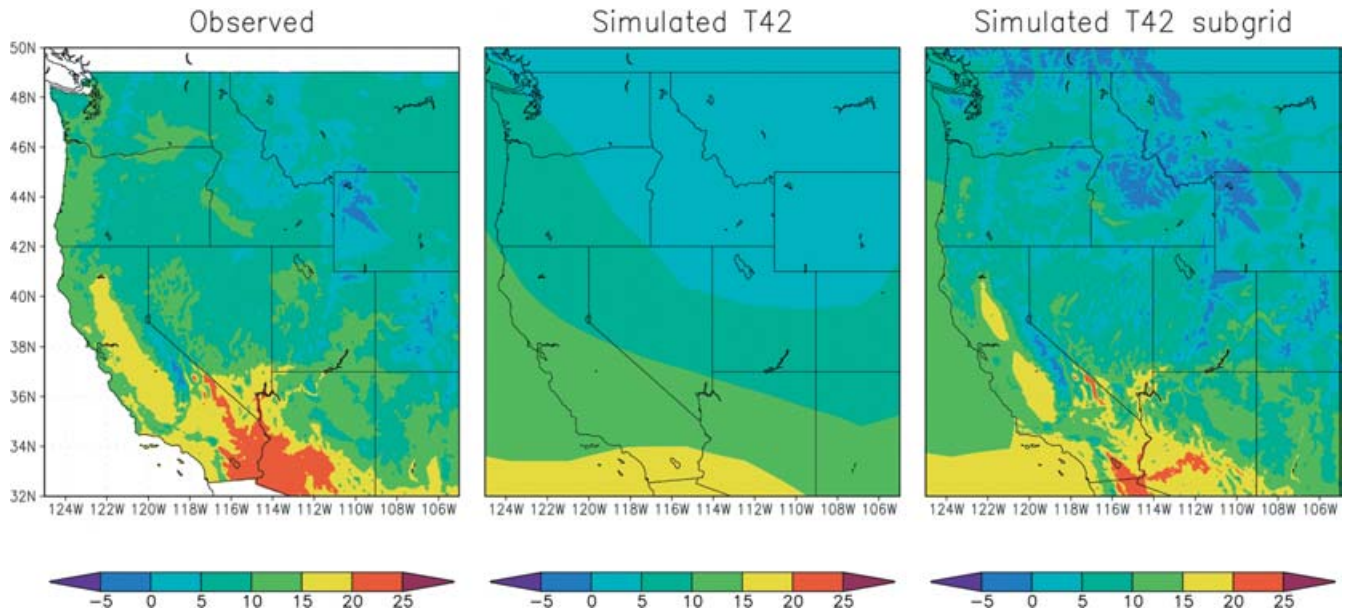 Observed Simulated T42 Simulated T42 subgrid
50N
48N
46N
44N
42N
40N
38N
36N
34N
32N
124W 122W 120W 118W 116W 114W 112W 110W 108W 106W 124W 122W 120W 118W 116W 114W 112W 110W 108W 106W 124W 122W 120W 118W 116W 114W 112W 110W 108W 106W
−5 0 5 10 15 20 25 −5 0 5 10 15 20 25 −5 0 5 10 15 20 25